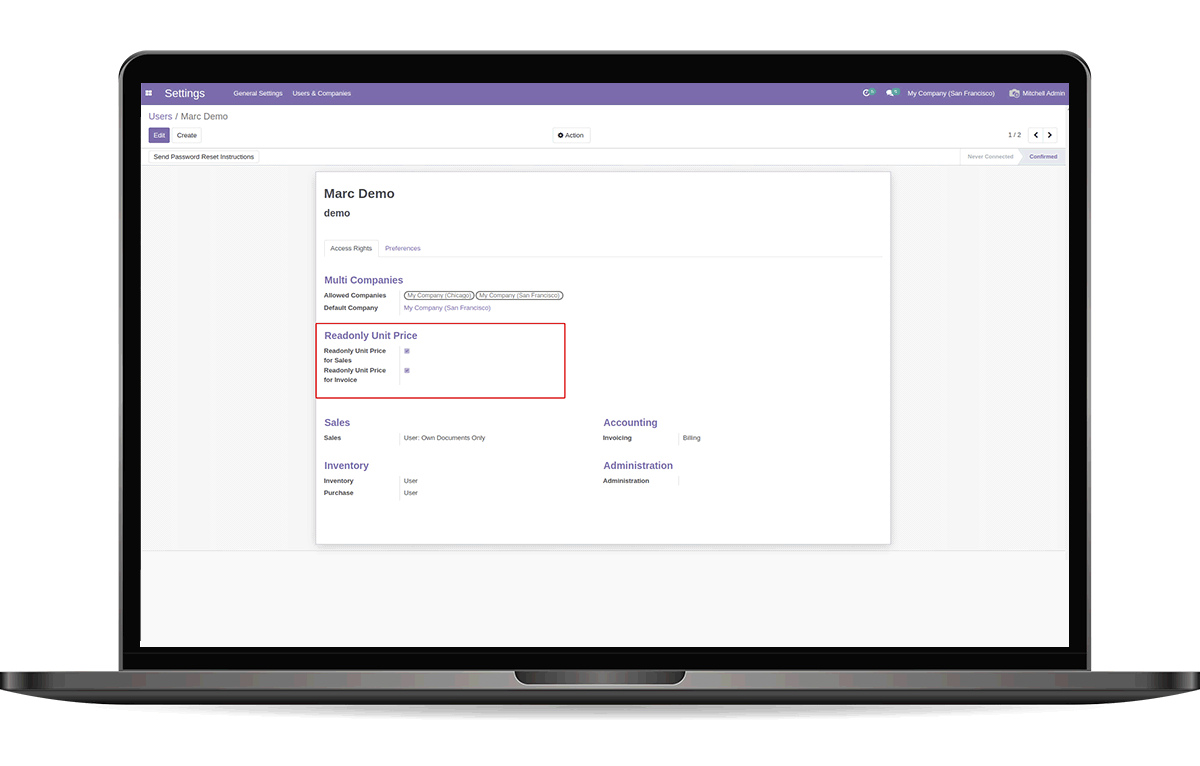 Settings General Settings Users & Companies My Company (San Francisco) Mitchell Admin
Users / Marc Demo
Edit Create Action 1 / 2
Send Password Reset Instructions Never Connected Confirmed
Marc Demo
demo
Access Rights Preferences
Multi Companies
Allowed Companies My Company (Chicago) My Company (San Francisco)
Default Company My Company (San Francisco)
Readonly Unit Price
Readonly Unit Price
for Sales
Readonly Unit Price
for Invoice
Sales Accounting
Sales User: Own Documents Only Invoicing Billing
Inventory Administration
Inventory User Administration
Purchase User